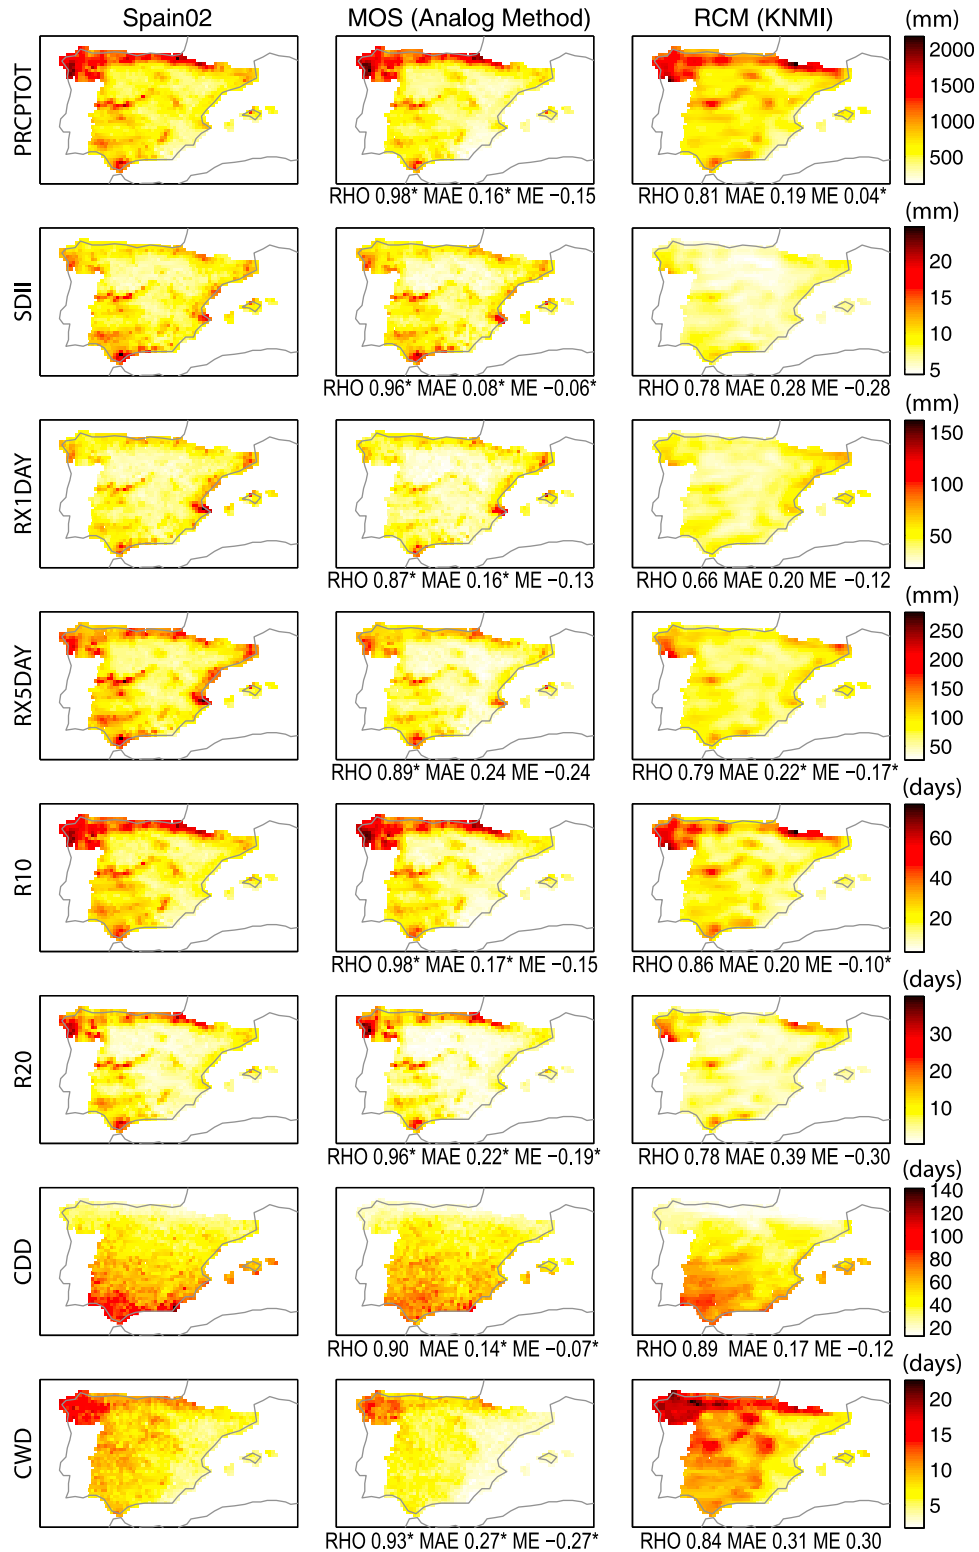 Spain02 MOS (Analog Method) RCM (KNMI) (mm)
PRCPTOT
2000
1500
1000
500
RHO 0.98* MAE 0.16* ME −0.15 RHO 0.81 MAE 0.19 ME 0.04*
(mm)
SDII
20
15
10
5
RHO 0.96* MAE 0.08* ME −0.06* RHO 0.78 MAE 0.28 ME −0.28
(mm)
RX1DAY
150
100
50
RHO 0.87* MAE 0.16* ME −0.13 RHO 0.66 MAE 0.20 ME −0.12
(mm)
RX5DAY
250
200
150
100
50
RHO 0.89* MAE 0.24 ME −0.24 RHO 0.79 MAE 0.22* ME −0.17*
(days)
R10
60
40
20
RHO 0.98* MAE 0.17* ME −0.15 RHO 0.86 MAE 0.20 ME −0.10*
(days)
R20
30
20
10
RHO 0.96* MAE 0.22* ME −0.19* RHO 0.78 MAE 0.39 ME −0.30
(days)
CDD
140
120
100
80
60
40
20
RHO 0.90 MAE 0.14* ME −0.07* RHO 0.89 MAE 0.17 ME −0.12
(days)
CWD
20
15
10
5
RHO 0.93* MAE 0.27* ME −0.27* RHO 0.84 MAE 0.31 ME 0.30